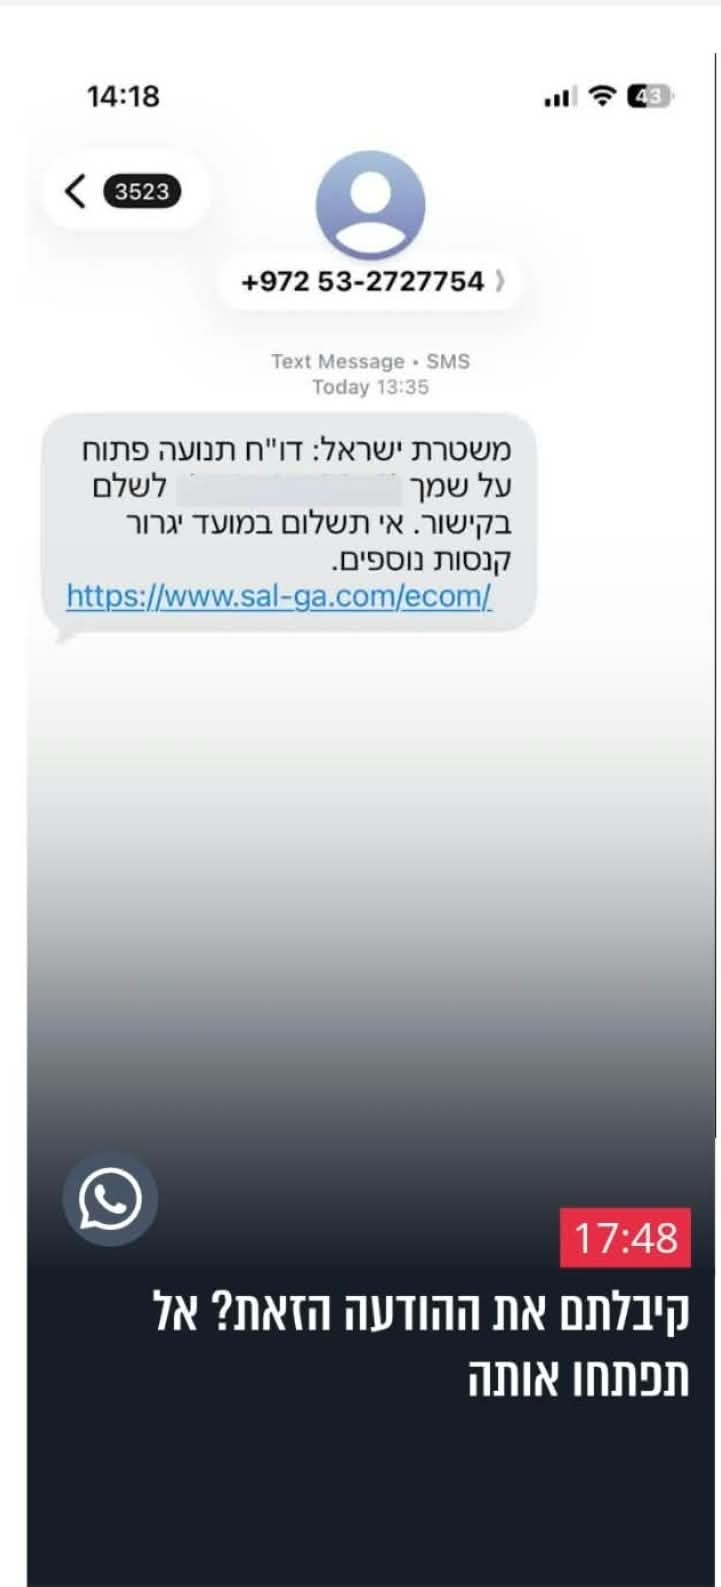 14:18
43
3523
+972 53-2727754
Text Message • SMS
Today 13:35
משטרת ישראל: דו"ח תנועה פתוח
על שמך לשלם
בקישור. אי תשלום במועד יגרור
קנסות נוספים.
https://www.sal-ga.com/ecom/
17:48
קיבלתם את ההודעה הזאת? אל
תפתחו אותה